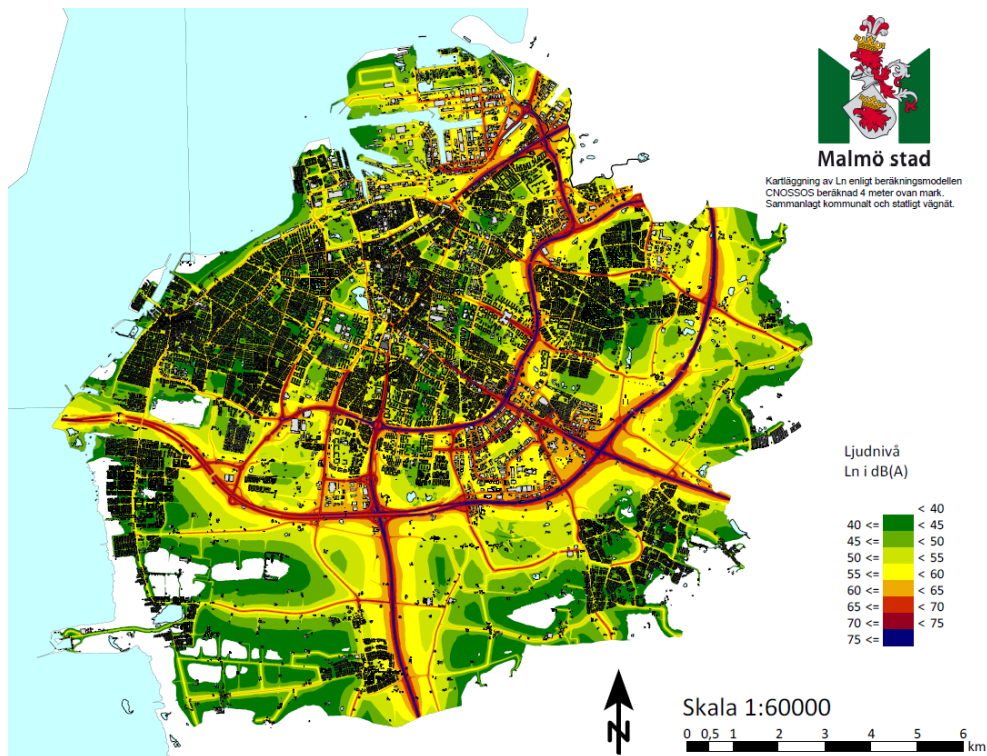 Malmö stad
Kartläggning av Ln enligt beräkningsmodellen
CNOSSOS beräknad 4 meter ovan mark.
Sammanlagt kommunalt och statligt vägnät.
Ljudnivå
Ln i dB(A)
< 40
40 <= < 45
45 <= < 50
50 <= < 55
55 <= < 60
60 <= < 65
65 <= < 70
70 <= < 75
75 <=
N
Skala 1:60000
0 0,5 1 2 3 4 5 6
km